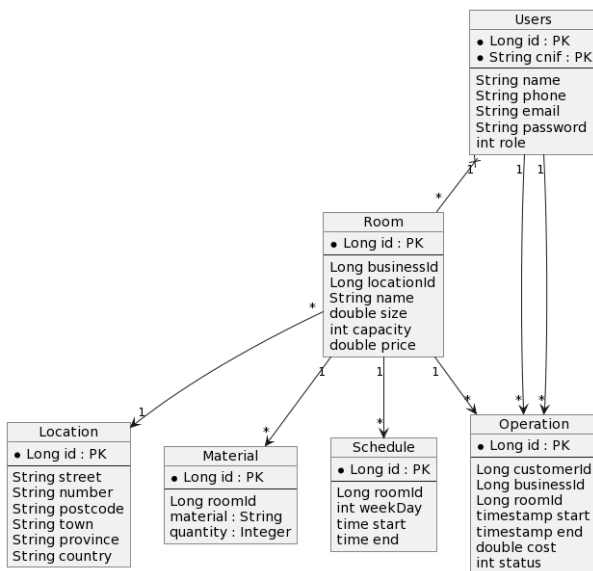 Users
Long id : PK
String cnif : PK
String name
String phone
String email
String password
int role
1
1
1
*
Room
Long id : PK
Long businessId
Long locationId
String name
double size
int capacity
double price
*
1
1
1
1
*
*
*
*
*
Location
Long id : PK
String street
String number
String postcode
String town
String province
String country
Material
Long id : PK
Long roomId
material : String
quantity : Integer
Schedule
Long id : PK
Long roomId
int weekDay
time start
time end
Operation
Long id : PK
Long customerId
Long businessId
Long roomId
timestamp start
timestamp end
double cost
int status